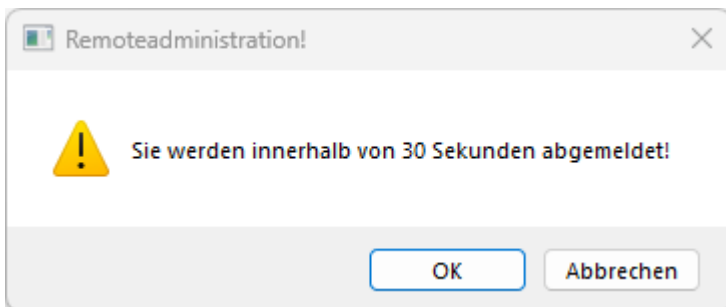 Remoteadministration!
Sie werden innerhalb von 30 Sekunden abgemeldet!
OK
Abbrechen